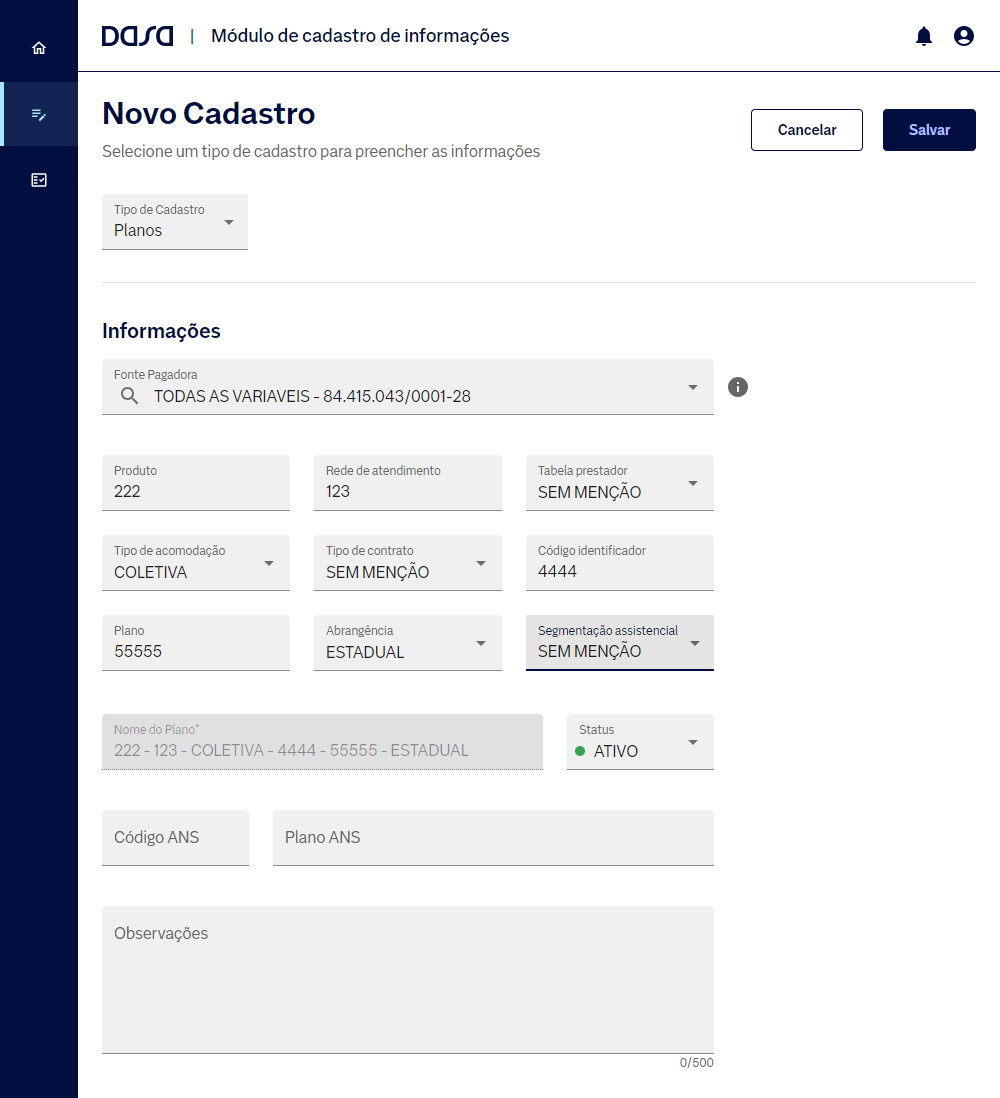 DASA | Módulo de cadastro de informações
Novo Cadastro
Selecione um tipo de cadastro para preencher as informações
Cancelar
Salvar
Tipo de Cadastro
Planos
Informações
Fonte Pagadora
TODAS AS VARIAVEIS - 84.415.043/0001-28
Produto
222
Rede de atendimento
123
Tabela prestador
SEM MENÇÃO
Tipo de acomodação
COLETIVA
Tipo de contrato
SEM MENÇÃO
Código identificador
4444
Plano
55555
Abrangência
ESTADUAL
Segmentação assistencial
SEM MENÇÃO
Nome do Plano*
222 - 123 - COLETIVA - 4444 - 55555 - ESTADUAL
Status
ATIVO
Código ANS
Plano ANS
Observações
0/500